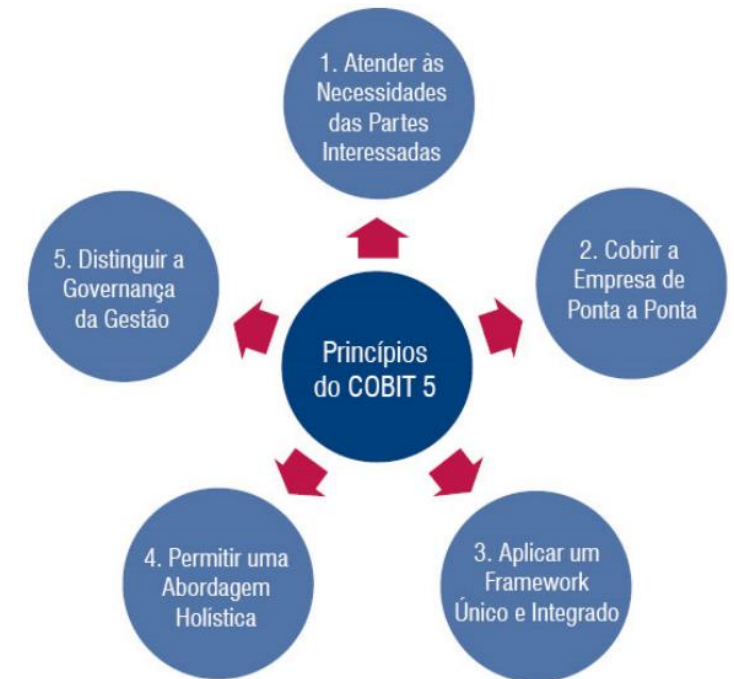 1. Atender às
Necessidades
das Partes
Interessadas
2. Cobrir a
Empresa de
Ponta a Ponta
3. Aplicar um
Framework
Único e Integrado
4. Permitir uma
Abordagem
Holística
5. Distinguir a
Governança
da Gestão
Princípios
do COBIT 5